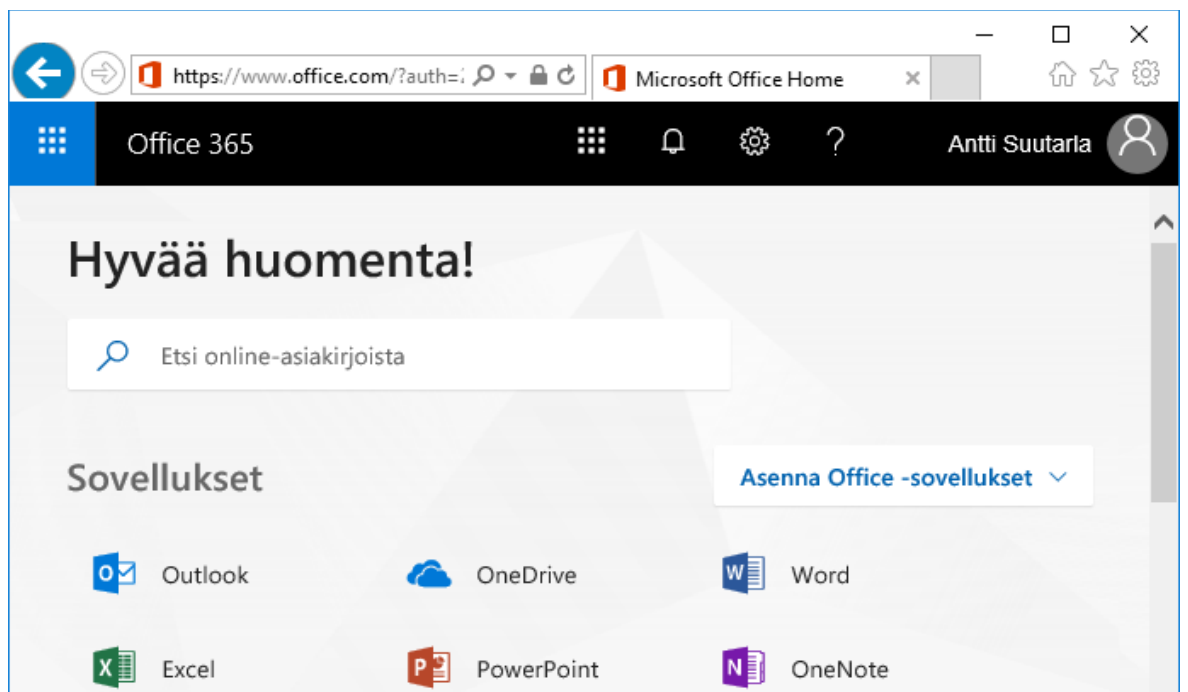 https://www.office.com/?auth=2 Microsoft Office Home
Office 365 ? Antti Suutarla
Hyvää huomenta!
Etsi online-asiakirjoista
Sovellukset Asenna Office -sovellukset
Outlook OneDrive Word
Excel PowerPoint OneNote